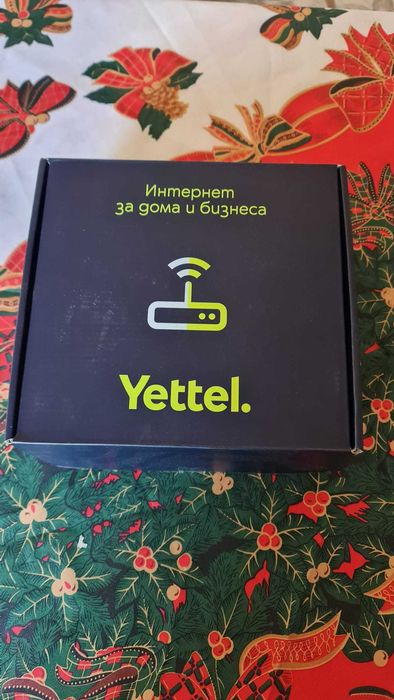 Интернет
за дома и бизнеса
Yettel.